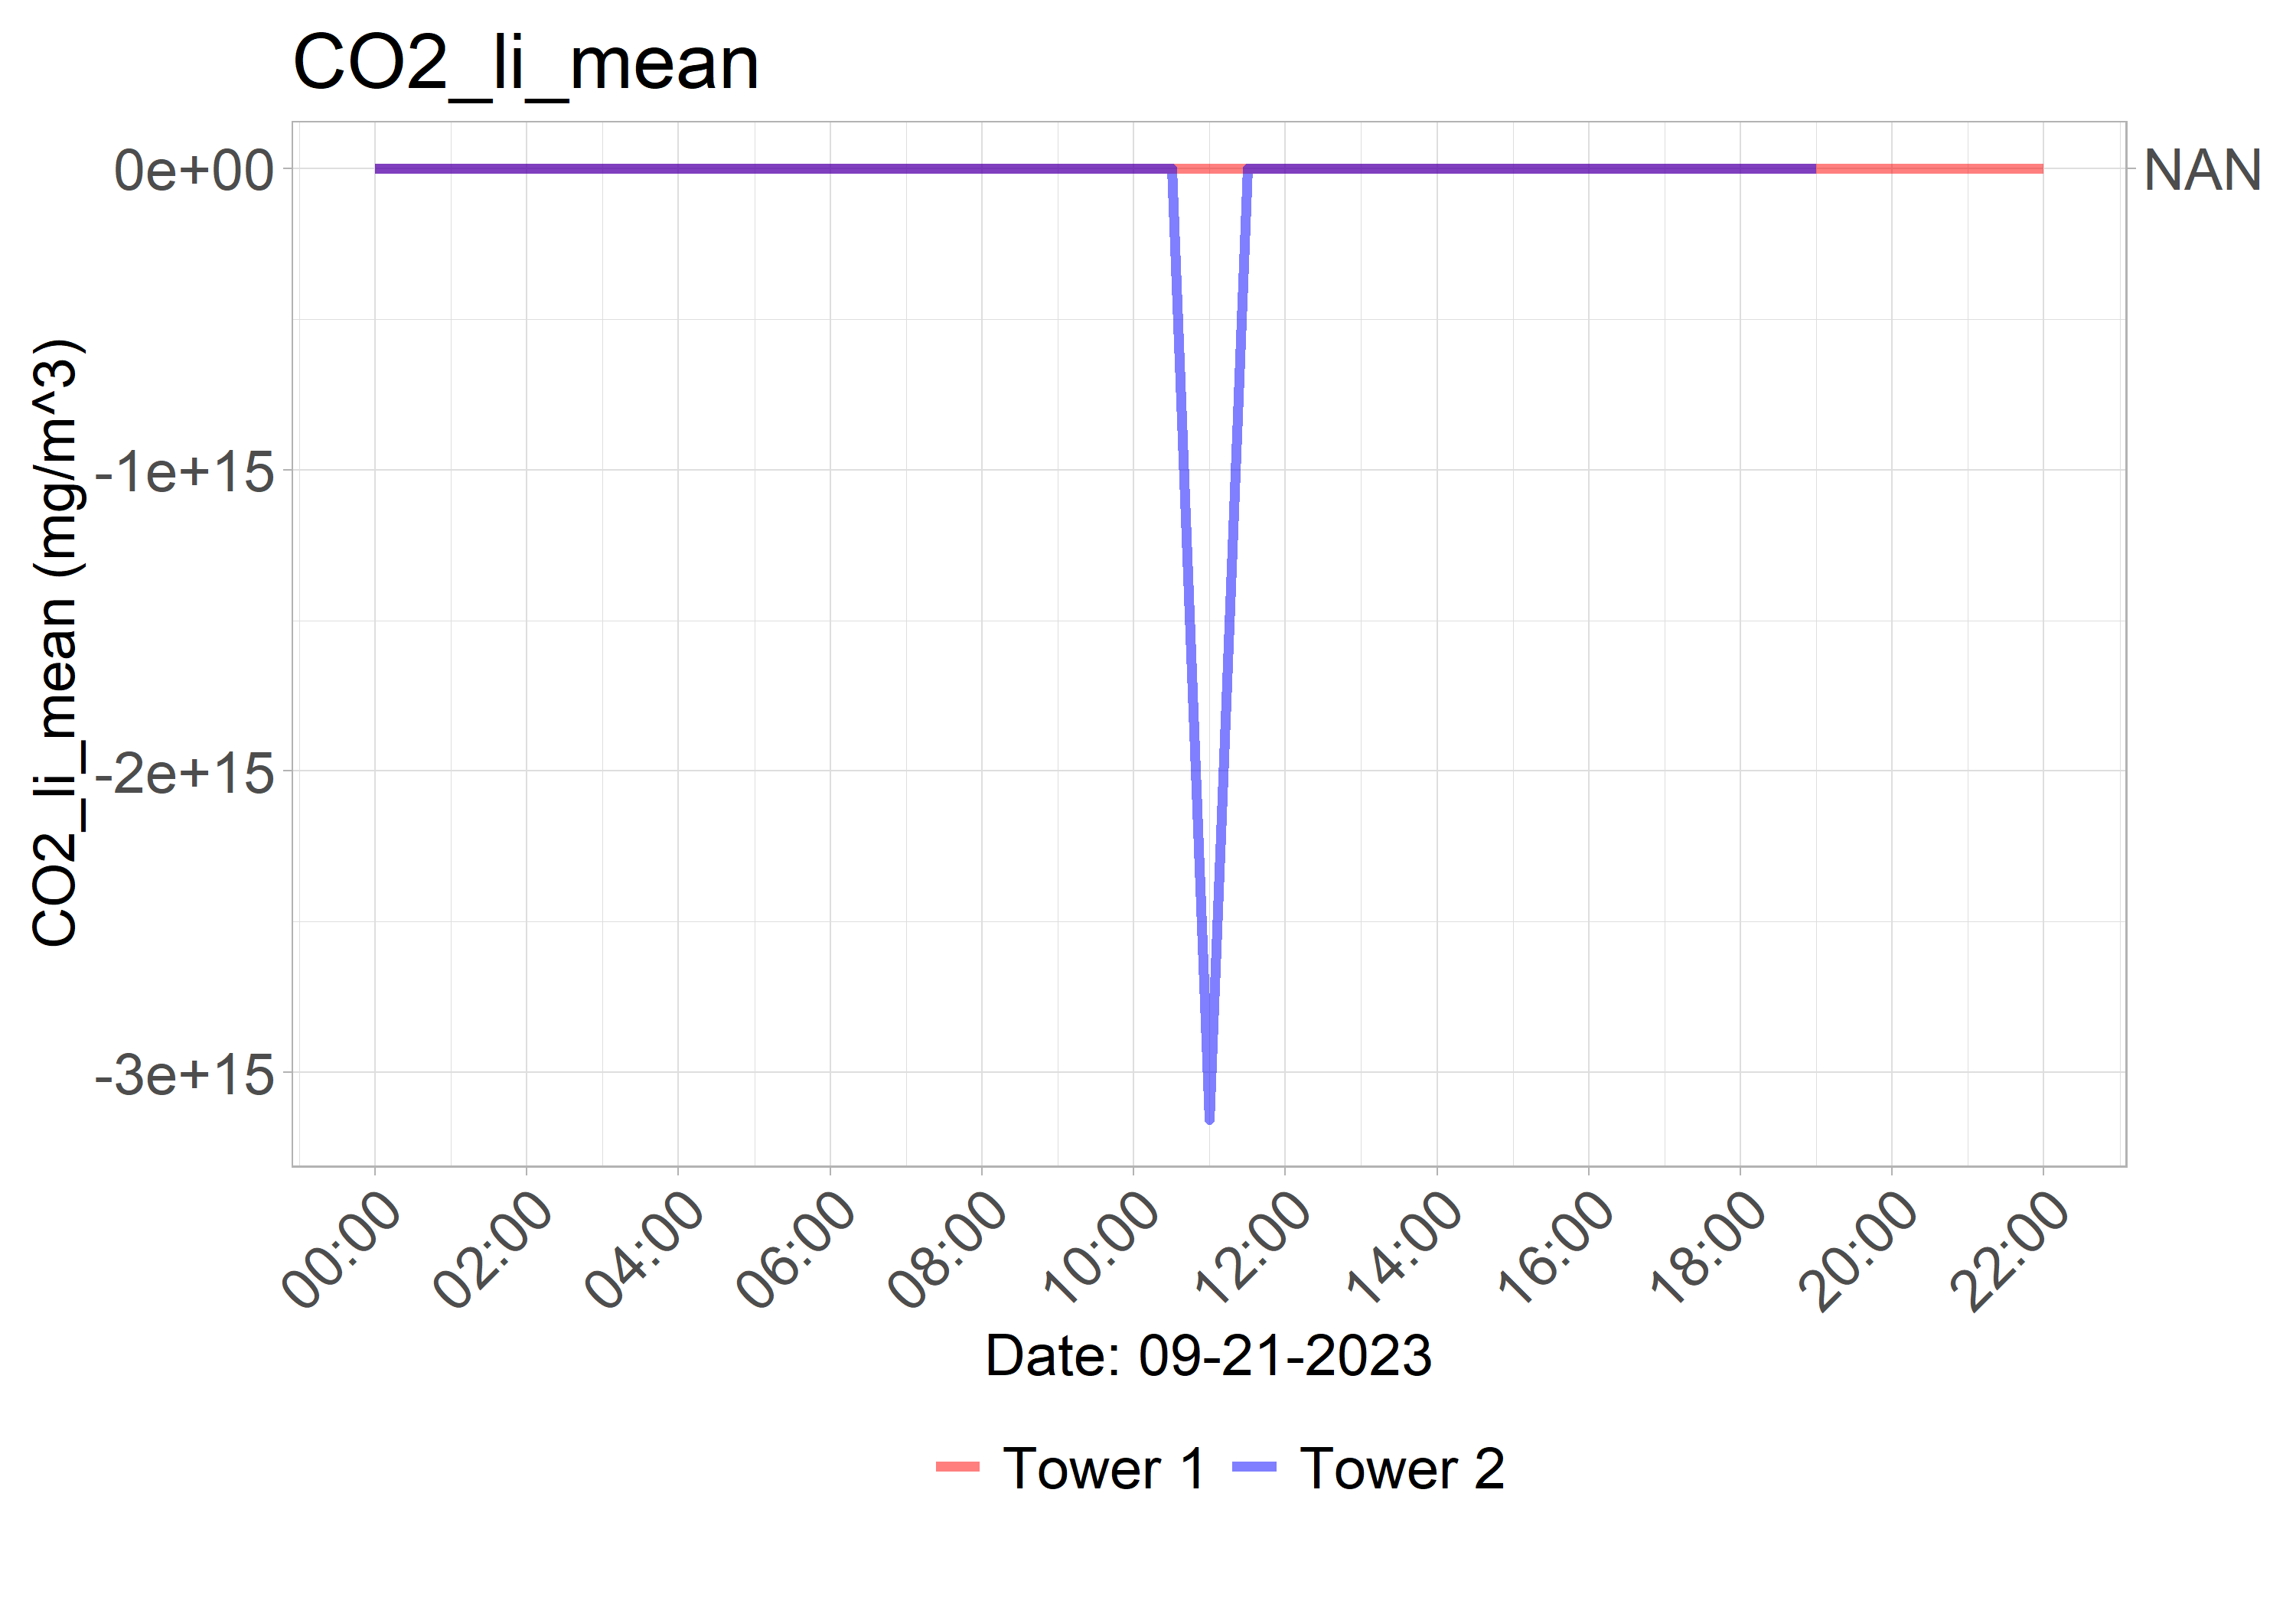 CO2_li_mean
CO2_li_mean (mg/m^3)
0e+00
-1e+15
-2e+15
-3e+15
NAN
00:00
02:00
04:00
06:00
08:00
10:00
12:00
14:00
16:00
18:00
20:00
22:00
Date: 09-21-2023
Tower 1 Tower 2